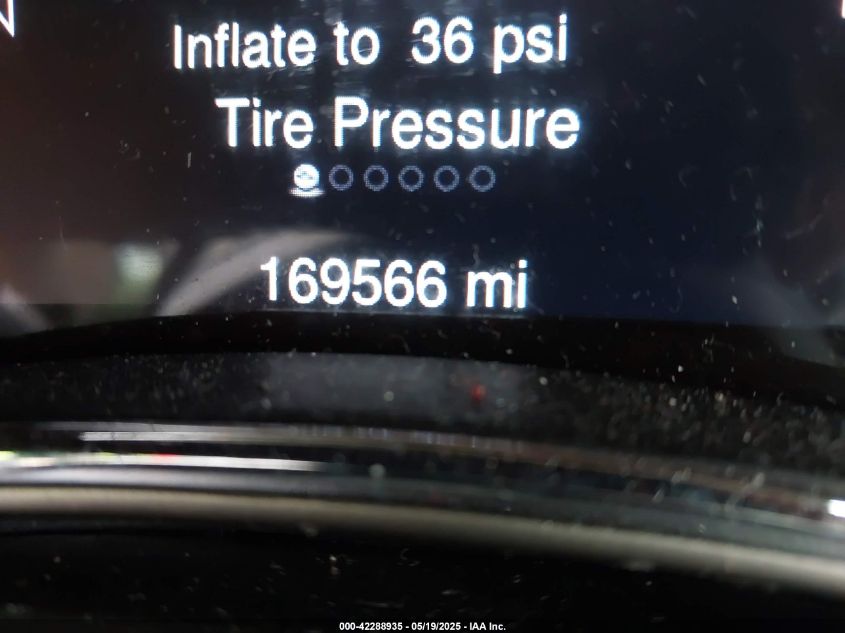 Inflate to 36 psi
Tire Pressure
169566 mi
000-42288935 - 05/19/2025 - IAA Inc.